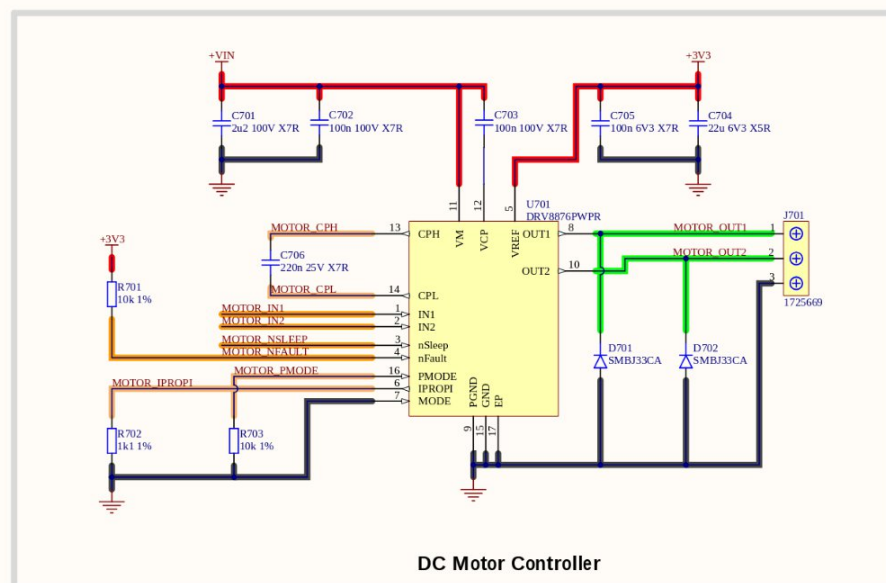 +VIN
+3V3
C701
2u2 100V X7R
C702
100n 100V X7R
C703
100n 100V X7R
C705
100n 6V3 X7R
C704
22u 6V3 X5R
11
12
5
U701
DRV8876PWPR
J701
MOTOR_CPH
13
CPH
VM
VCP
VREF
OUT1
8
MOTOR_OUT1
1
+3V3
C706
220n 25V X7R
OUT2
10
MOTOR_OUT2
2
R701
10k 1%
MOTOR_CPL
14
CPL
3
1725669
MOTOR_IN1
1
IN1
MOTOR_IN2
2
IN2
MOTOR_NSLEEP
3
nSleep
MOTOR_NFAULT
4
nFault
D701
SMBJ33CA
D702
SMBJ33CA
MOTOR_PMODE
16
PMODE
MOTOR_IPROPI
6
IPROPI
7
MODE
PGND
GND
EP
R702
1k1 1%
R703
10k 1%
9
15
17
DC Motor Controller